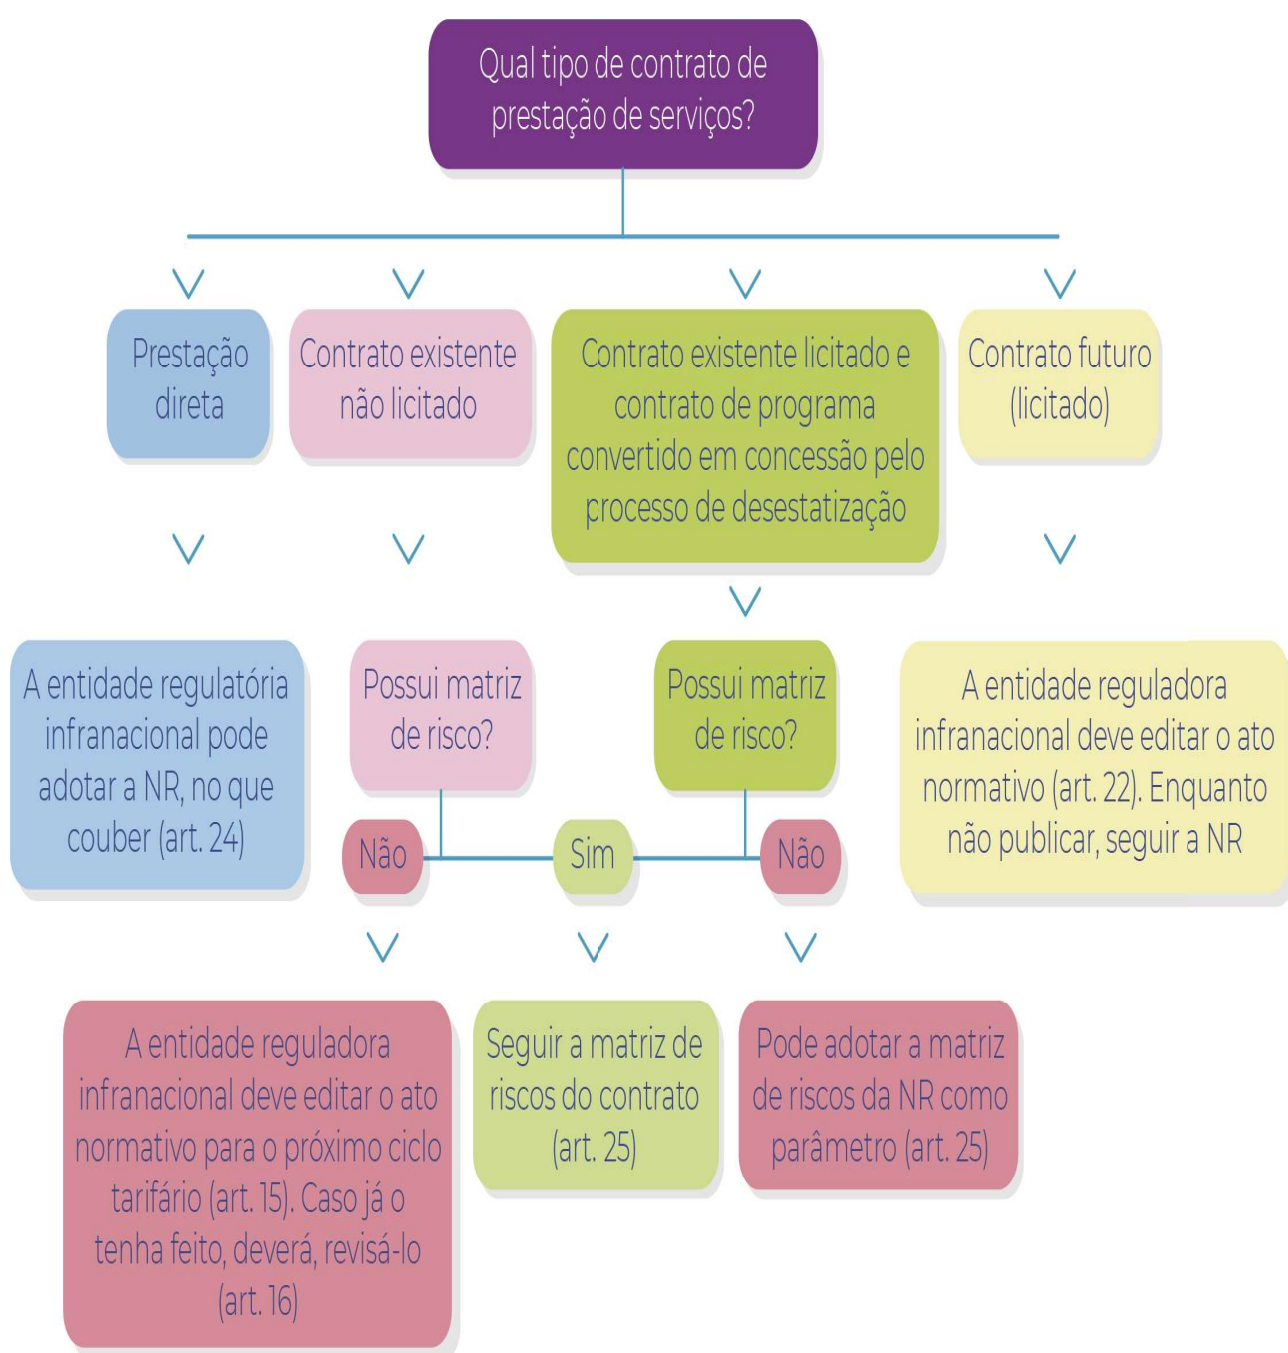 Qual tipo de contrato de
prestação de serviços?
Prestação
direta
Contrato existente
não licitado
Contrato existente licitado e
contrato de programa
convertido em concessão pelo
processo de desestatização
Contrato futuro
(licitado)
A entidade regulatória
infranacional pode
adotar a NR, no que
couber (art. 24)
Possui matriz
de risco?
Possui matriz
de risco?
A entidade reguladora
infranacional deve editar o ato
normativo (art. 22). Enquanto
não publicar, seguir a NR
Não
Sim
Não
A entidade reguladora
infranacional deve editar o ato
normativo para o próximo ciclo
tarifário (art. 15). Caso já o
tenha feito, deverá, revisá-lo
(art. 16)
Seguir a matriz de
riscos do contrato
(art. 25)
Pode adotar a matriz
de riscos da NR como
parâmetro (art. 25)